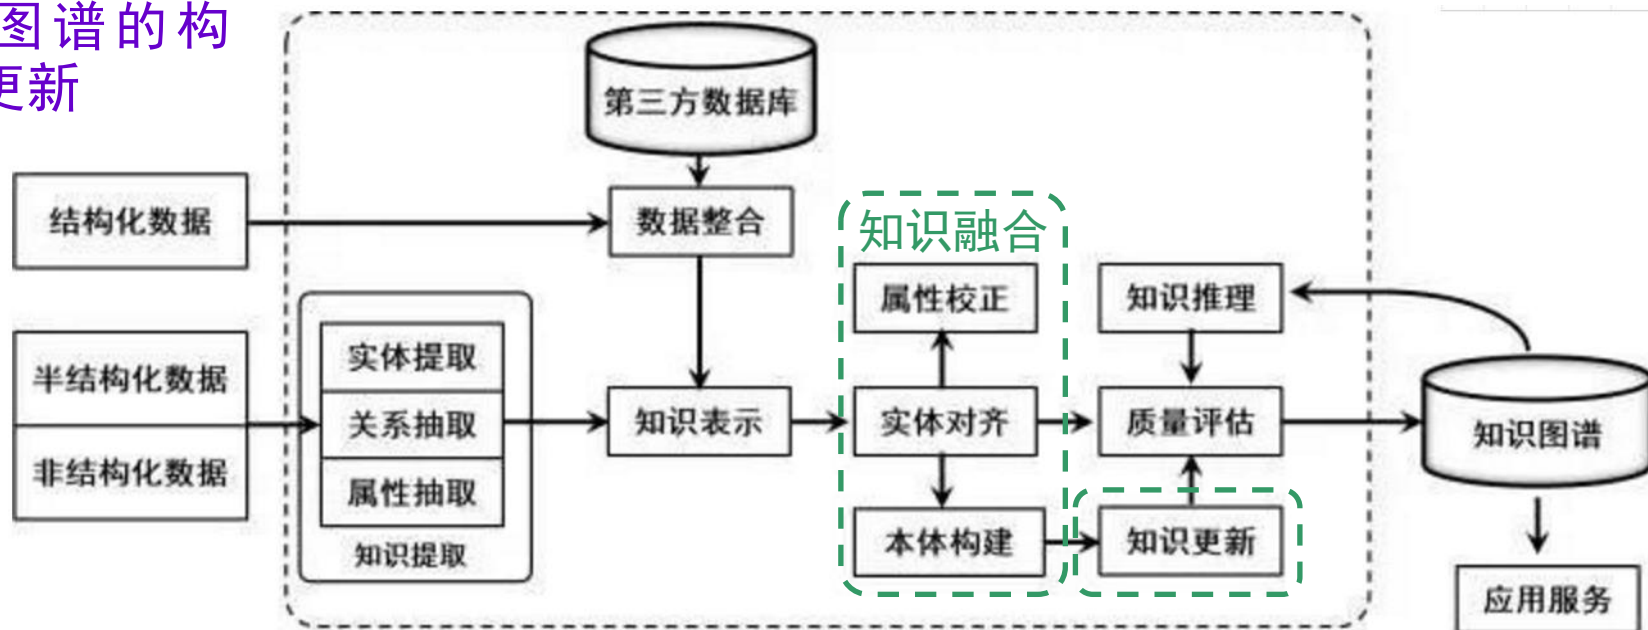 图谱的构
更新
第三方数据库
结构化数据
数据整合
知识融合
属性校正
知识推理
半结构化数据
非结构化数据
实体提取
关系抽取
属性抽取
知识提取
知识表示
实体对齐
质量评估
知识图谱
本体构建
知识更新
应用服务